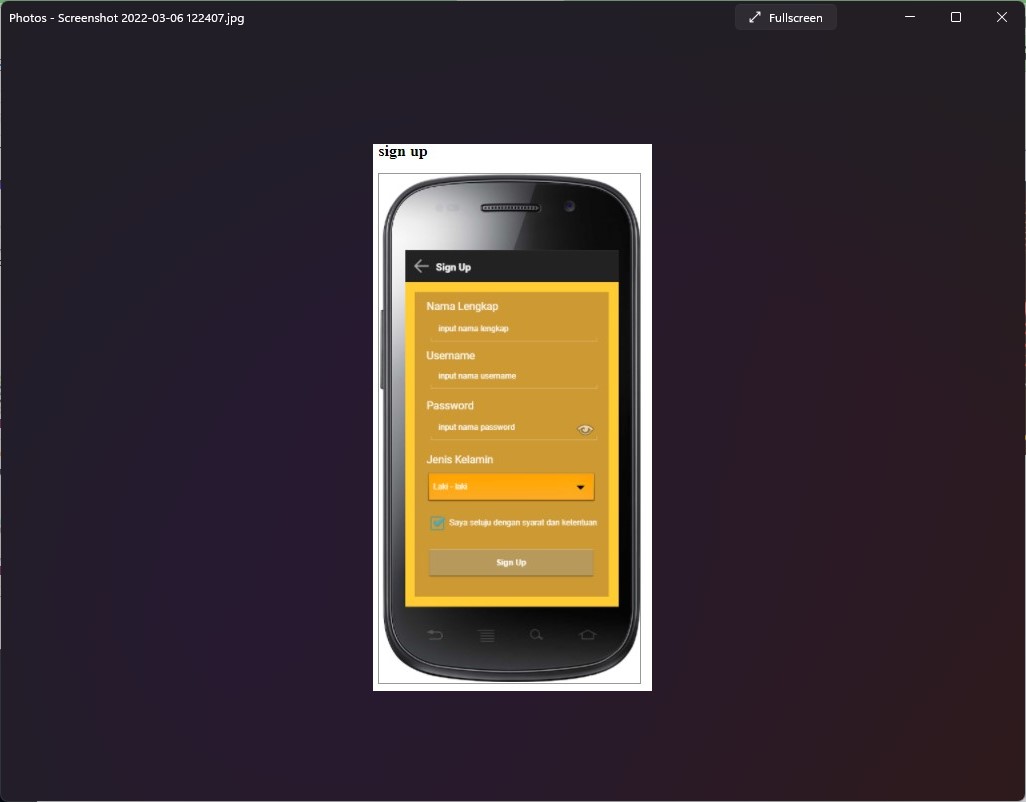 Photos - Screenshot 2022-03-06 122407.jpg
Fullscreen
sign up
Sign Up
Nama Lengkap
input nama lengkap
Username
input nama username
Password
input nama password
Jenis Kelamin
Laki - laki
Saya setuju dengan syarat dan ketentuan
Sign Up